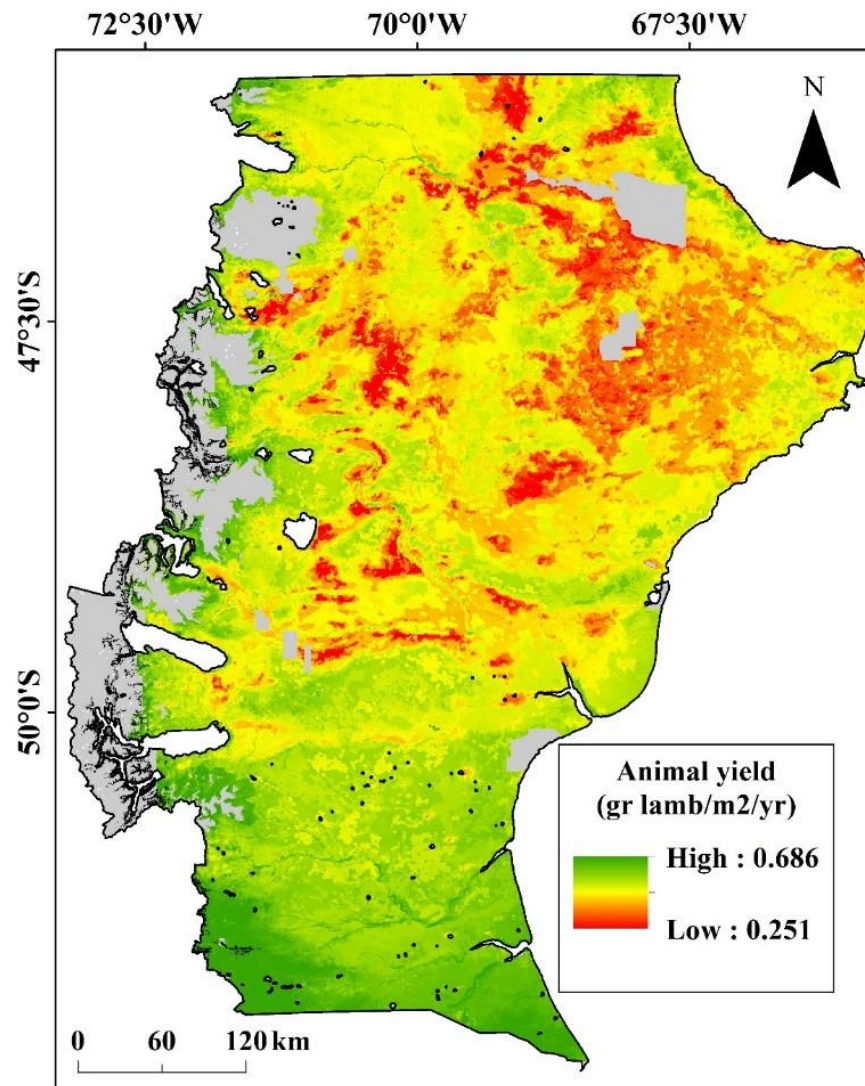 72°30'W 70°0'W 67°30'W
N
47°30'S
50°0'S
Animal yield
(gr lamb/m2/yr)
High : 0.686
Low : 0.251
0 60 120 km